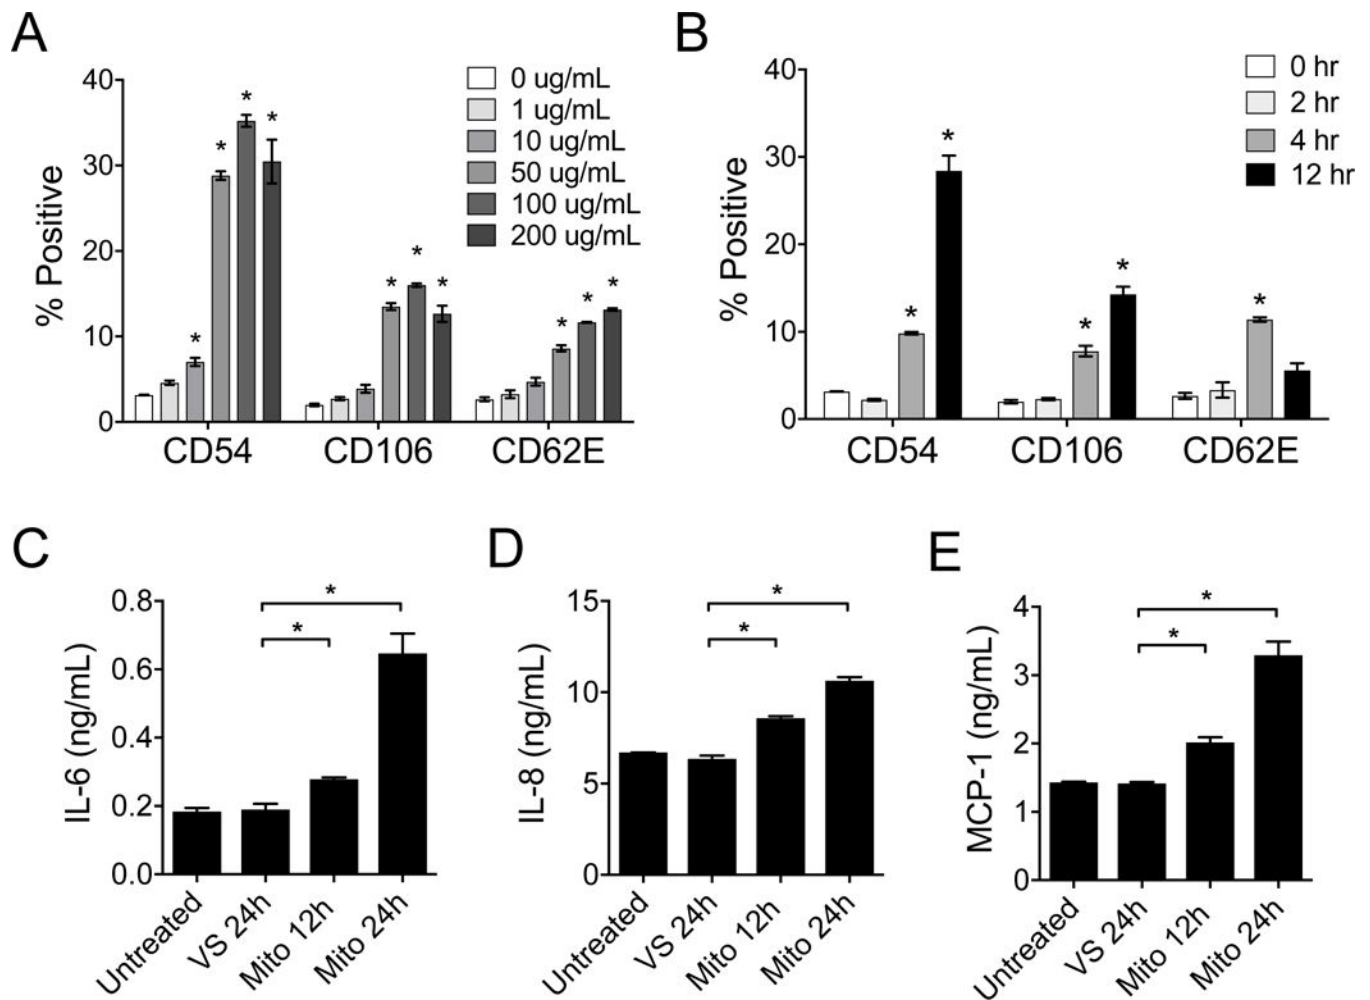 A
% Positive
40
30
20
10
0
* * * *
* * *
* * *
CD54 CD106 CD62E
0 ug/mL
1 ug/mL
10 ug/mL
50 ug/mL
100 ug/mL
200 ug/mL
B
% Positive
40
30
20
10
0
* *
* *
*
CD54 CD106 CD62E
0 hr
2 hr
4 hr
12 hr
C
IL-6 (ng/mL)
0.8
0.6
0.4
0.2
0.0
*
*
Untreated
VS 24h
Mito 12h
Mito 24h
D
IL-8 (ng/mL)
15
10
5
0
*
*
Untreated
VS 24h
Mito 12h
Mito 24h
E
MCP-1 (ng/mL)
4
3
2
1
0
*
*
Untreated
VS 24h
Mito 12h
Mito 24h